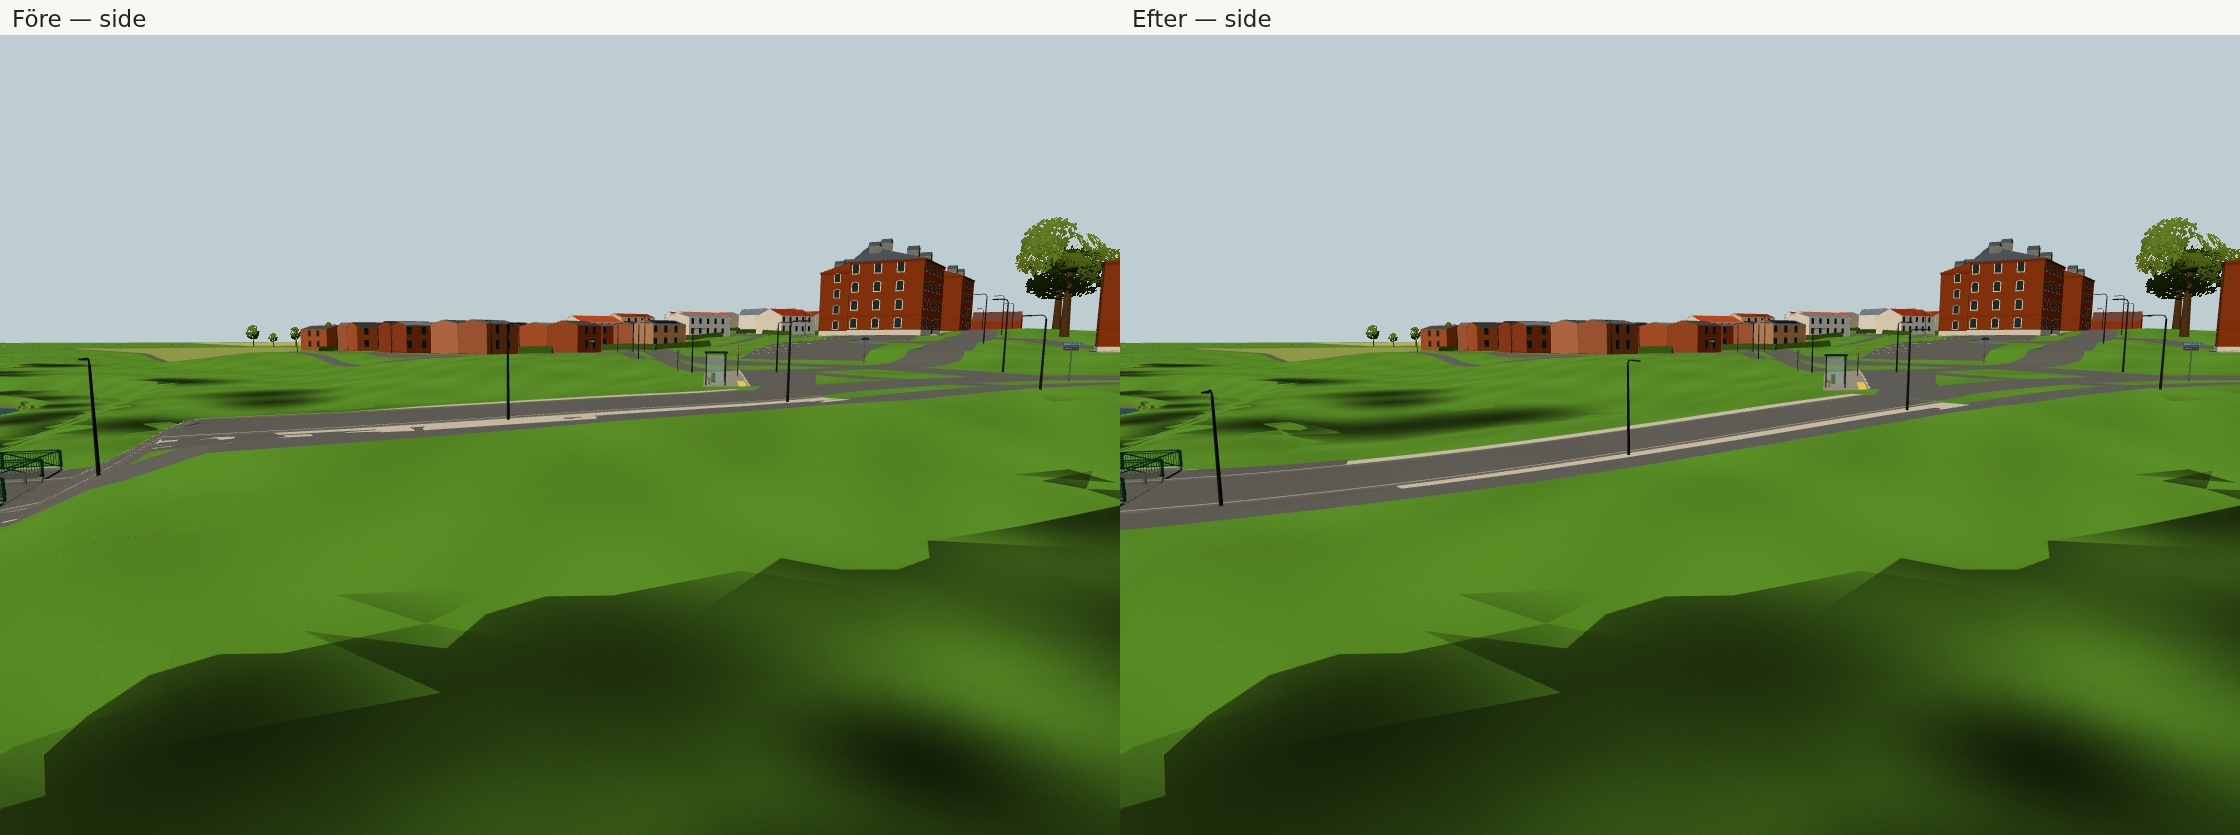 Före — side
Efter — side